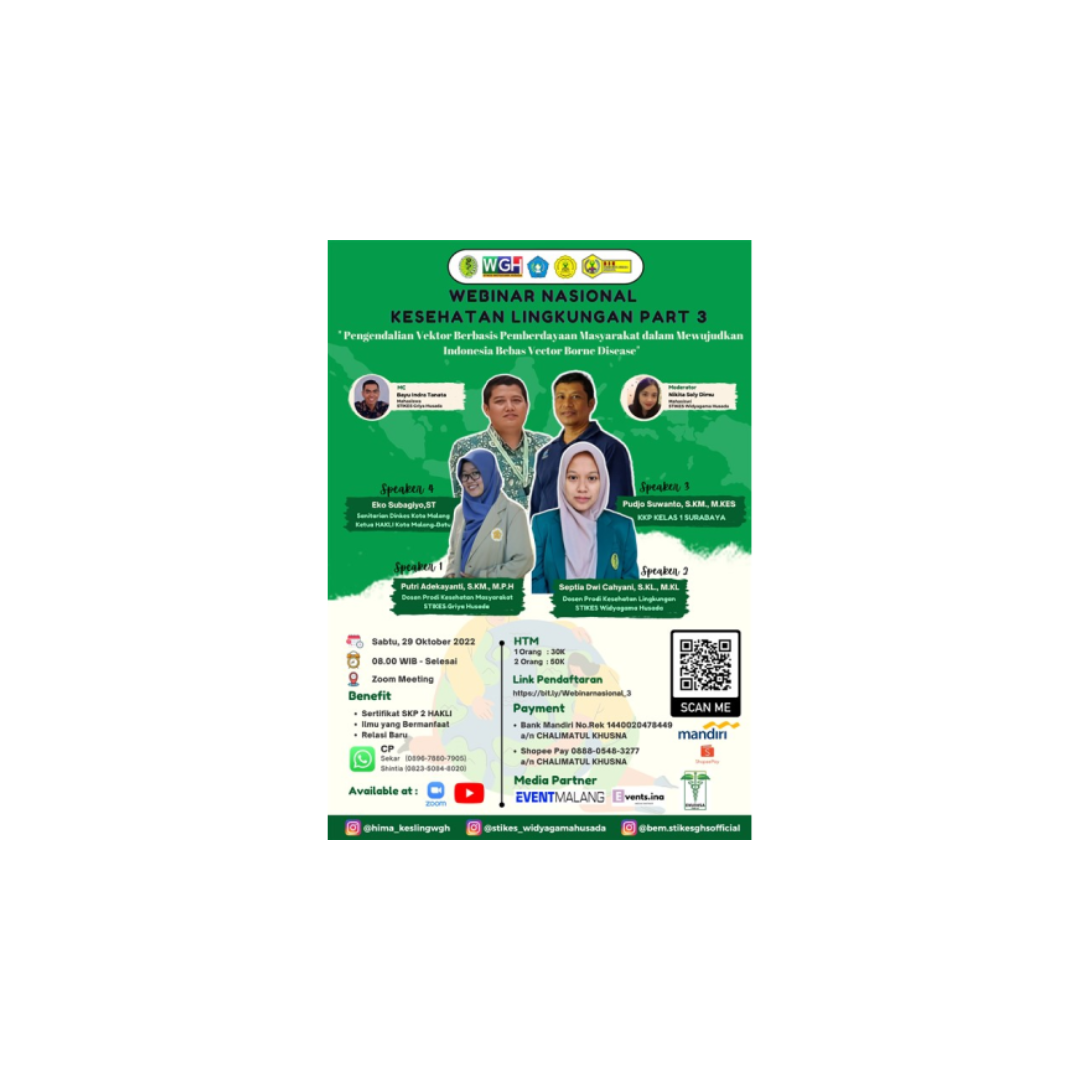 WGH
WEBINAR NASIONAL
KESEHATAN LINGKUNGAN PART 3
" Pengendalian Vektor Berbasis Pemberdayaan Masyarakat dalam Mewujudkan
Indonesia Bebas Vector Borne Disease"
MC
Bayu Indra Tanata
Mahasiswa
STIKES Griya Husada
Moderator
Nikita Sely Dimu
Mahasiswi
STIKES Widyagama Husada
Speaker 4
Eko Subagiyo,ST
Sanitarian Dinkes Kota Malang
Ketua HAKLI Kota Malang-Batu
Speaker 3
Pudjo Suwanto, S.KM., M.KES
KKP KELAS 1 SURABAYA
Speaker 1
Putri Adekayanti, S.KM., M.P.H
Dosen Prodi Kesehatan Masyarakat
STIKES Griya Husada
Speaker 2
Septia Dwi Cahyani, S.KL., M.KL
Dosen Prodi Kesehatan Lingkungan
STIKES Widyagama Husada
Sabtu, 29 Oktober 2022
08.00 WIB - Selesai
Zoom Meeting
Benefit
• Sertifikat SKP 2 HAKLI
• Ilmu yang Bermanfaat
• Relasi Baru
CP
Sekar (0896-7880-7905)
Shintia (0823-5084-8020)
Available at :
zoom
HTM
1 Orang : 30K
2 Orang : 50K
Link Pendaftaran
https://bit.ly/Webinarnasional_3
Payment
• Bank Mandiri No.Rek 1440020478449
a/n CHALIMATUL KHUSNA
• Shopee Pay 0888-0548-3277
a/n CHALIMATUL KHUSNA
Media Partner
EVENTMALANG
Events.ina
SCAN ME
mandiri
ShopeePay
@hima_keslingwgh
@stikes_widyagamahusada
@bem.stikesghsofficial